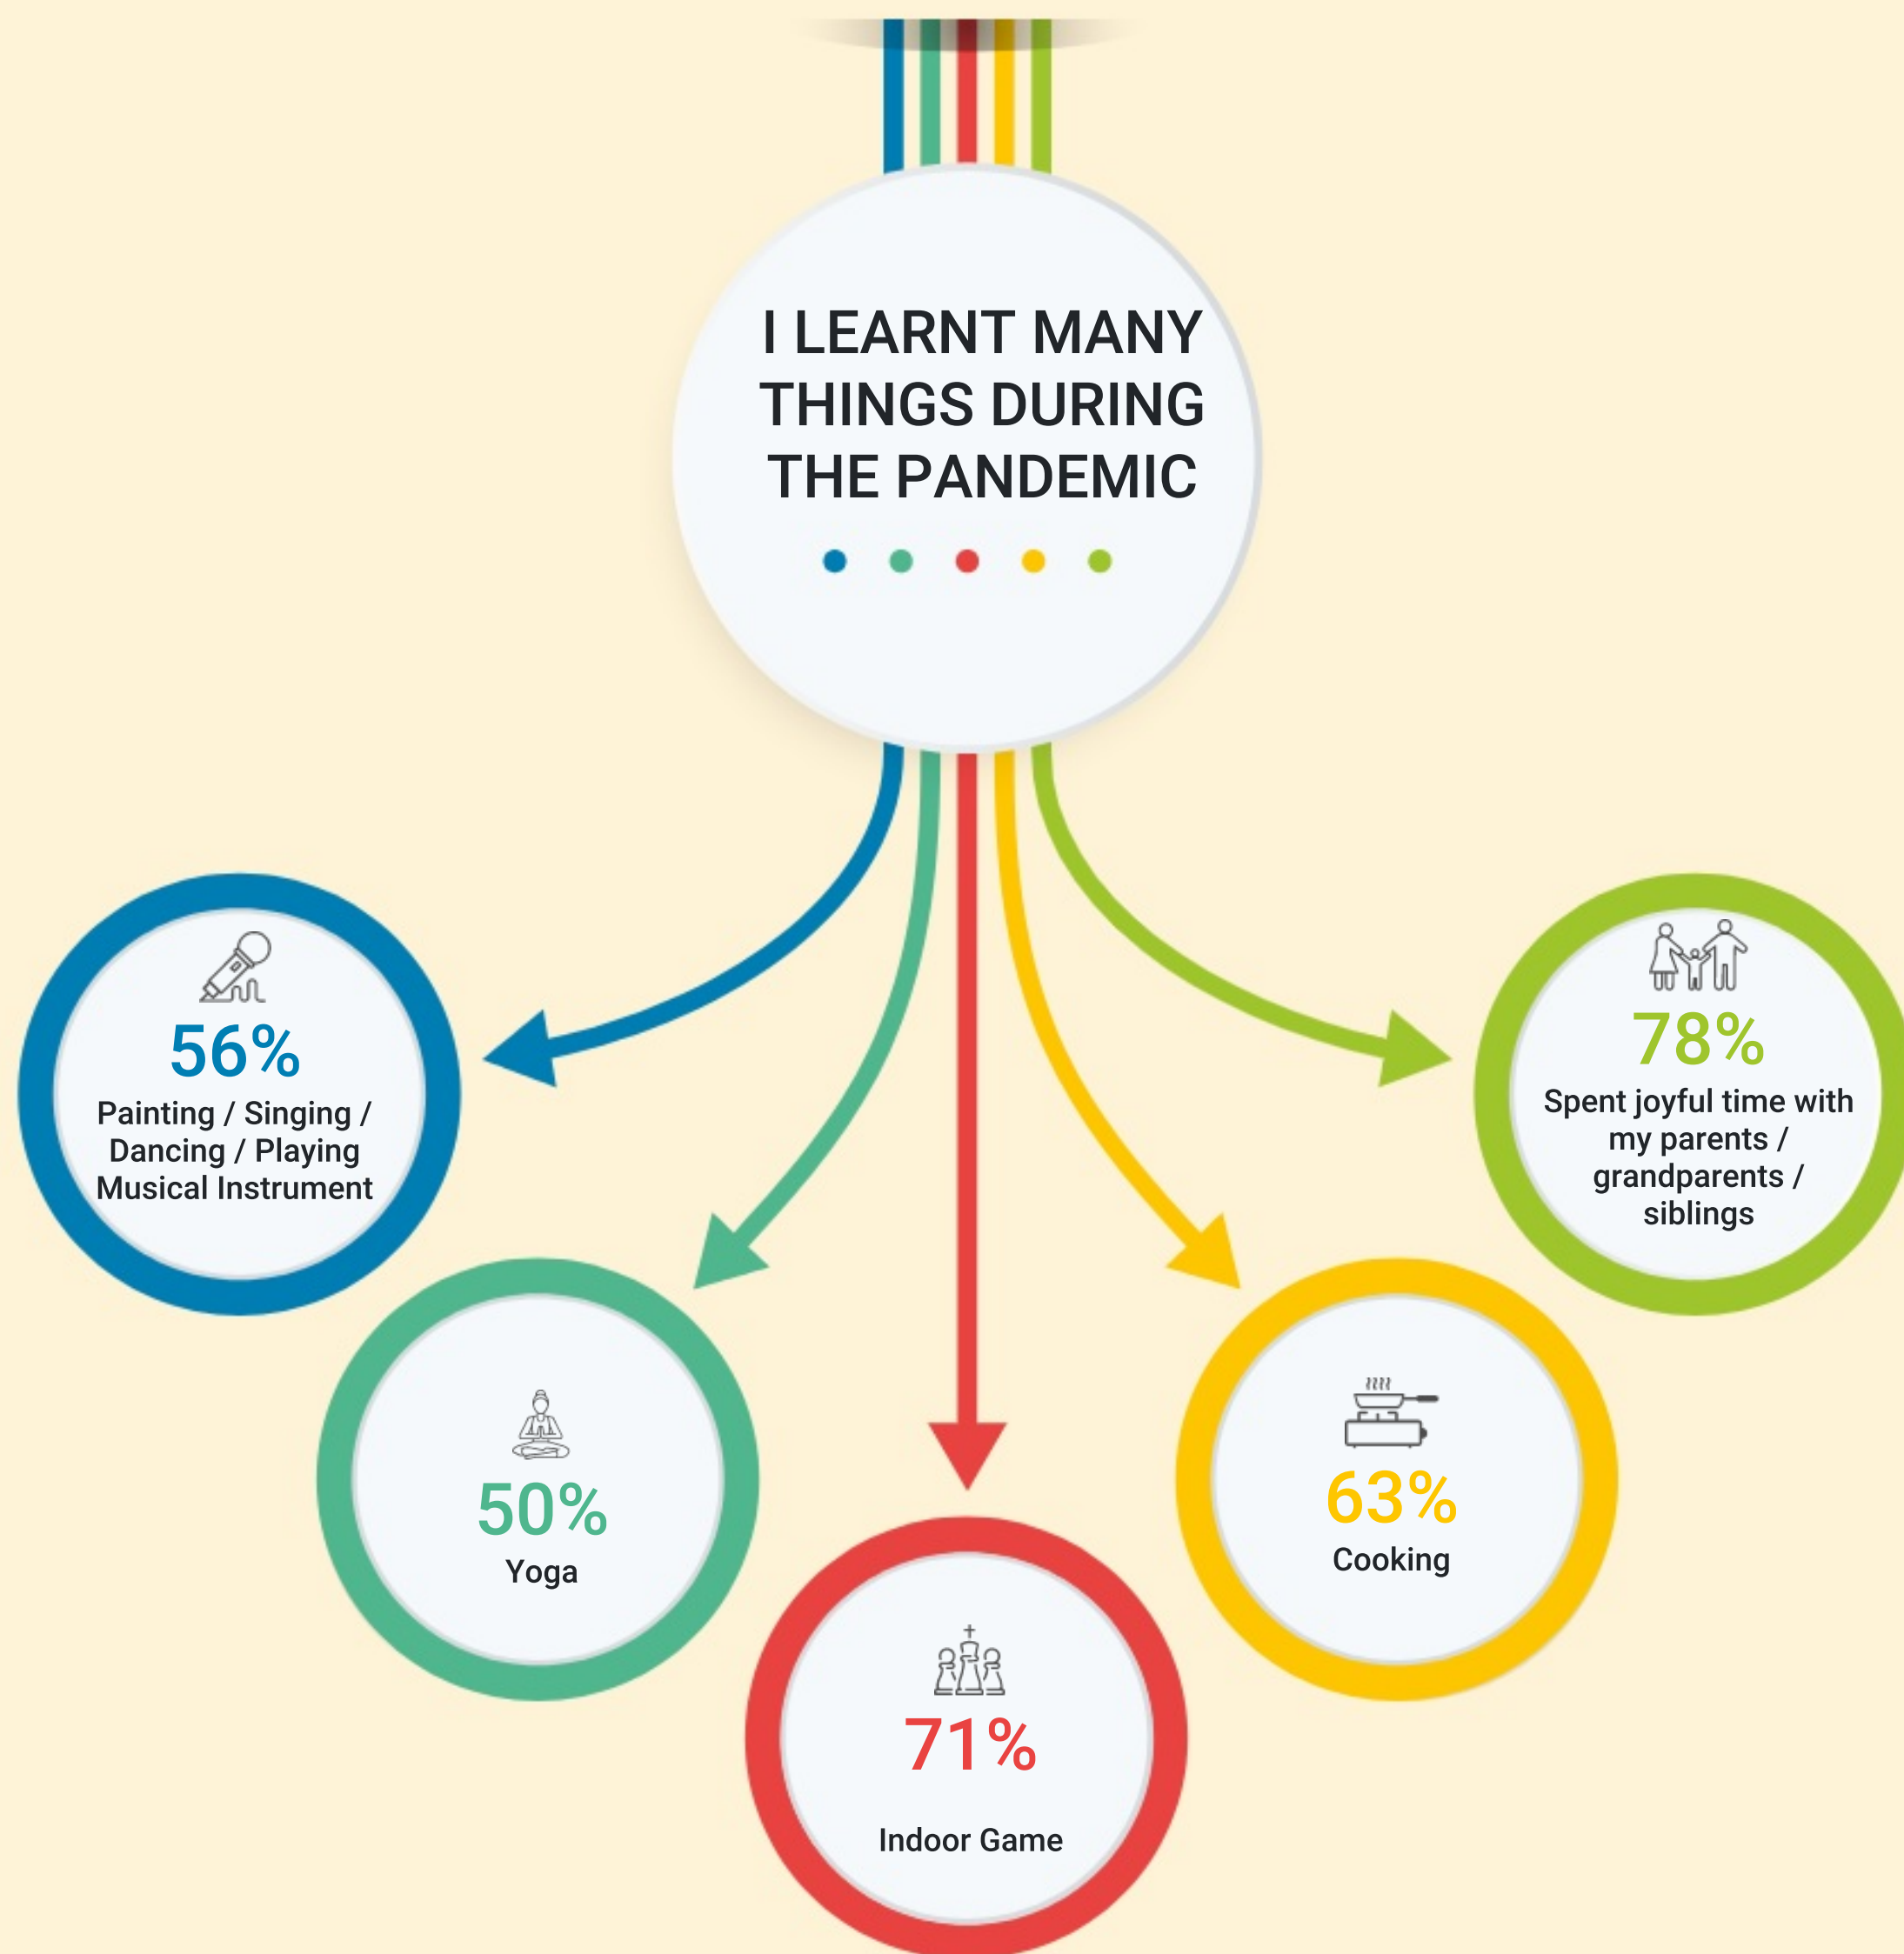 I LEARNT MANY
THINGS DURING
THE PANDEMIC
56%
Painting / Singing /
Dancing / Playing
Musical Instrument
50%
Yoga
71%
Indoor Game
63%
Cooking
78%
Spent joyful time with
my parents /
grandparents /
siblings